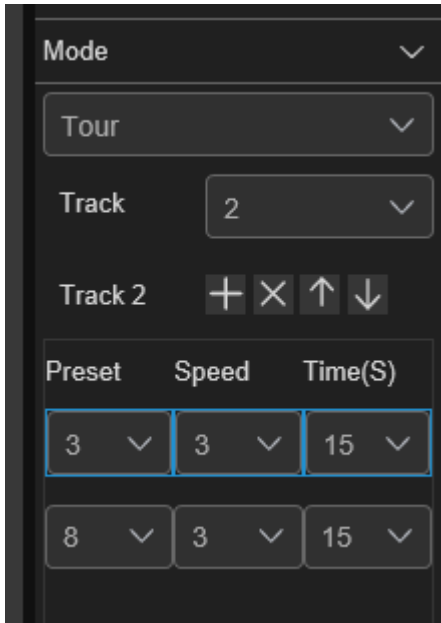 Mode
Tour
Track 2
Track 2
Preset Speed Time(S)
3 3 15
8 3 15